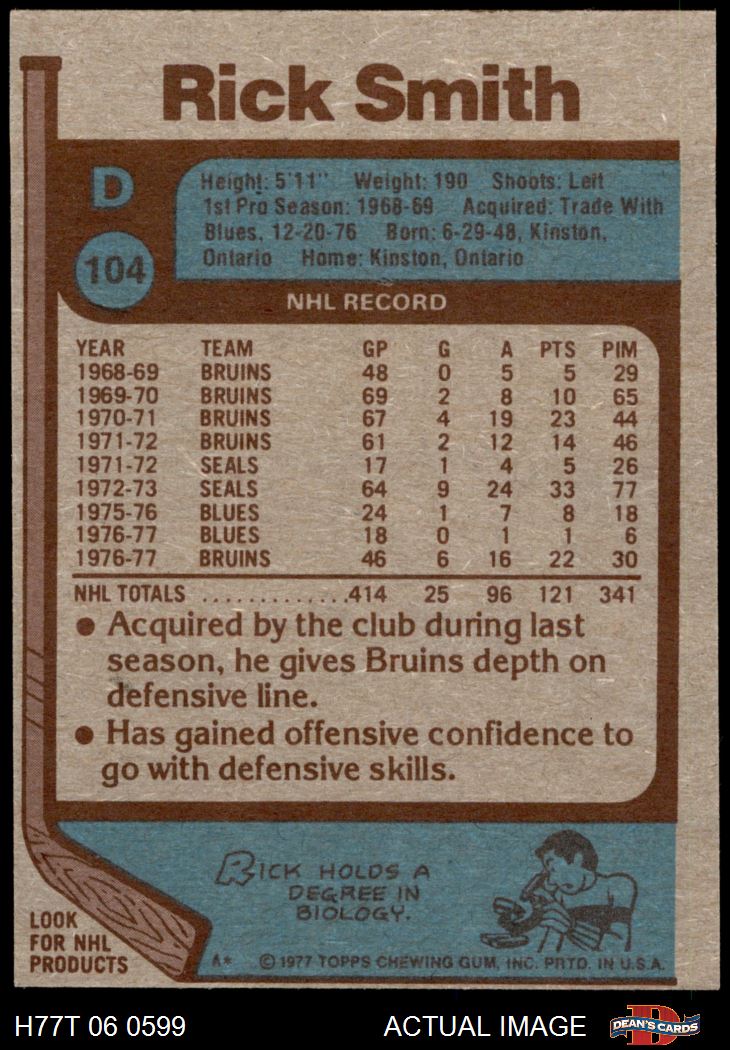 Rick Smith
D
104
Height: 5'11" Weight: 190 Shoots: Left
1st Pro Season: 1968-69 Acquired: Trade With
Blues, 12-20-76 Born: 6-29-48, Kinston,
Ontario Home: Kinston, Ontario
NHL RECORD
YEAR TEAM GP G A PTS PIM
1968-69 BRUINS 48 0 5 5 29
1969-70 BRUINS 69 2 8 10 65
1970-71 BRUINS 67 4 19 23 44
1971-72 BRUINS 61 2 12 14 46
1971-72 SEALS 17 1 4 5 26
1972-73 SEALS 64 9 24 33 77
1975-76 BLUES 24 1 7 8 18
1976-77 BLUES 18 0 1 1 6
1976-77 BRUINS 46 6 16 22 30
NHL TOTALS .............414 25 96 121 341
● Acquired by the club during last
season, he gives Bruins depth on
defensive line.
● Has gained offensive confidence to
go with defensive skills.
RICK HOLDS A
DEGREE IN
BIOLOGY.
LOOK
FOR NHL
PRODUCTS
A* © 1977 TOPPS CHEWING GUM, INC. PRTD. IN U.S.A.
H77T 06 0599 ACTUAL IMAGE
D
DEAN'S CARDS